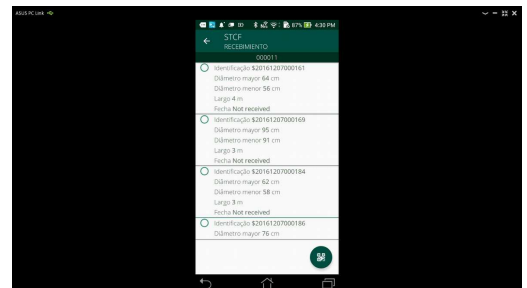 ASUS PC Link
87% 4:30 PM
STCF
RECEBIMIENTO
000011
Identificação S20161207000161
Diâmetro mayor 64 cm
Diâmetro menor 56 cm
Largo 4 m
Fecha Not received
Identificação S20161207000169
Diâmetro mayor 95 cm
Diâmetro menor 91 cm
Largo 3 m
Fecha Not received
Identificação S20161207000184
Diâmetro mayor 62 cm
Diâmetro menor 58 cm
Largo 3 m
Fecha Not received
Identificação S20161207000186
Diâmetro mayor 76 cm